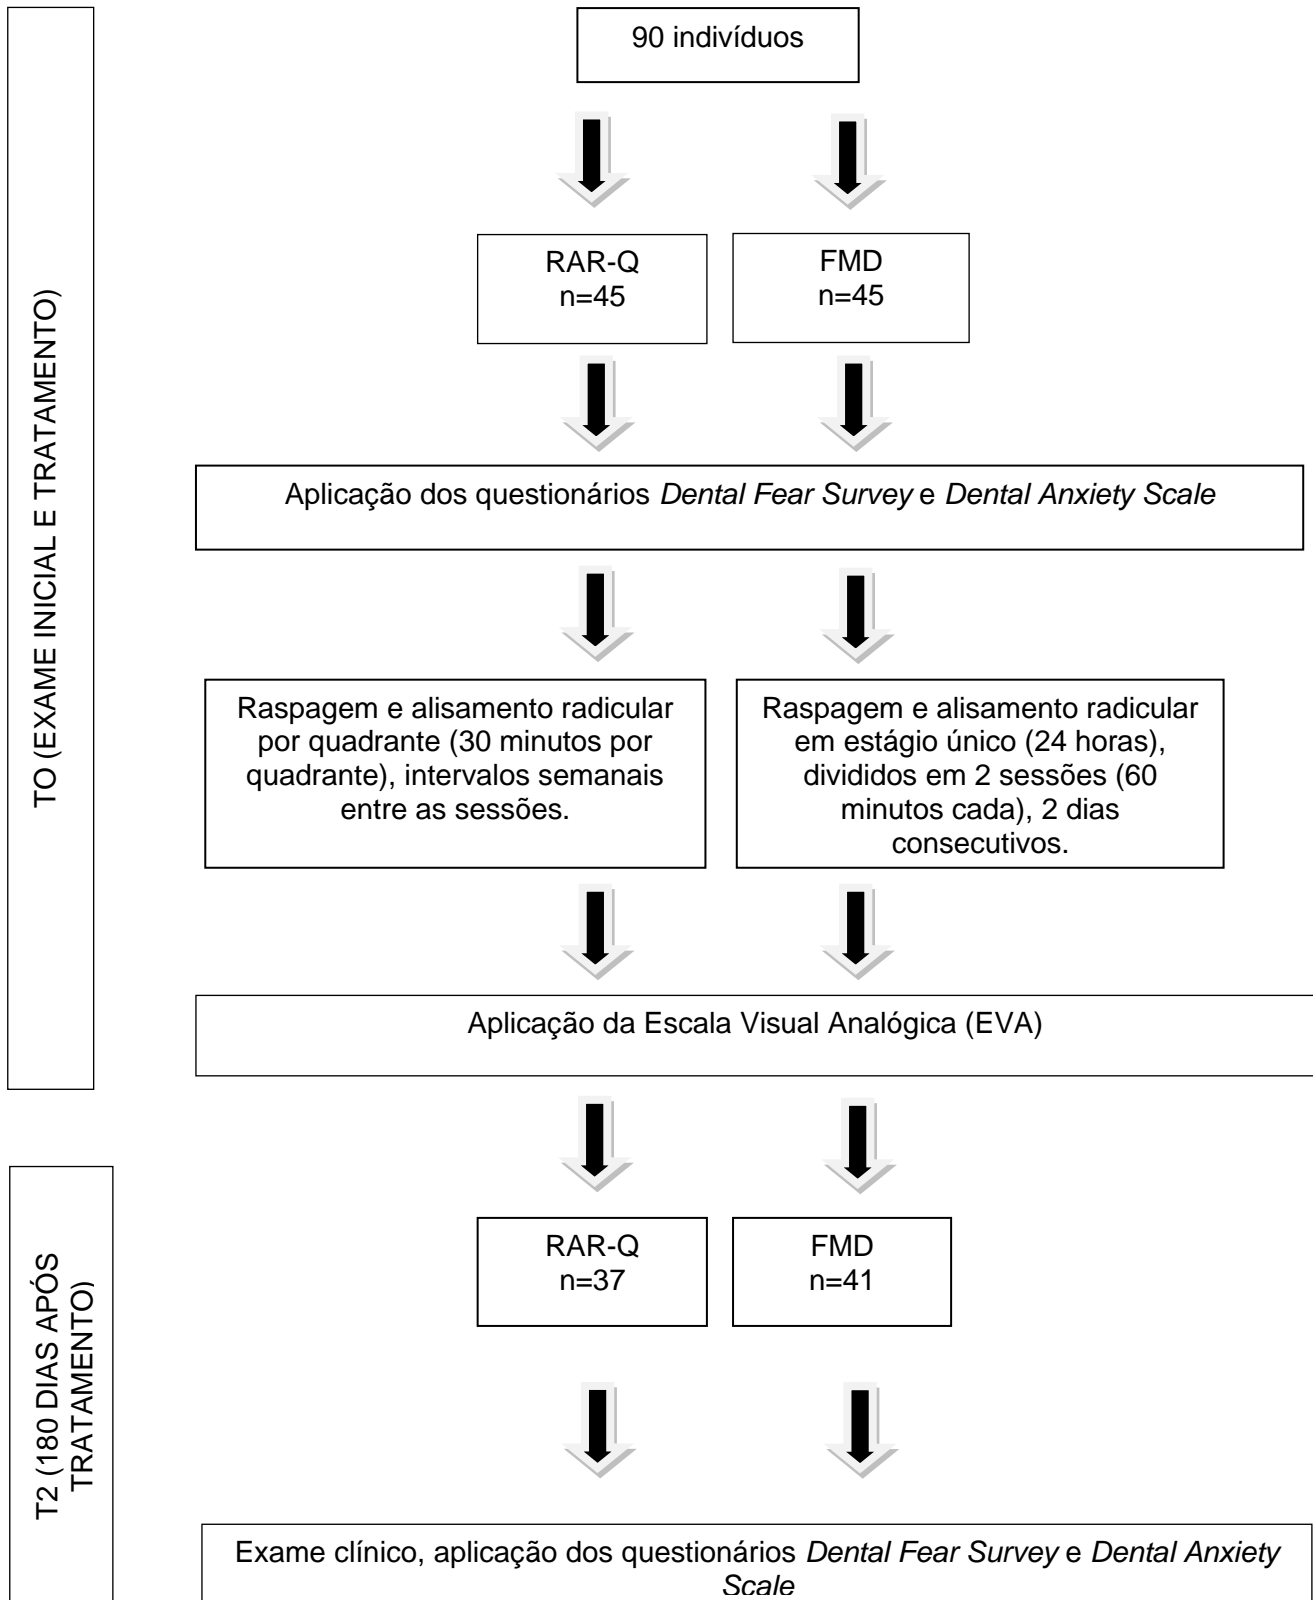 90 indivíduos
TO (EXAME INICIAL E TRATAMENTO)
RAR-Q
n=45
FMD
n=45
Aplicação dos questionários Dental Fear Survey e Dental Anxiety Scale
Raspagem e alisamento radicular
por quadrante (30 minutos por
quadrante), intervalos semanais
entre as sessões.
Raspagem e alisamento radicular
em estágio único (24 horas),
divididos em 2 sessões (60
minutos cada), 2 dias
consecutivos.
Aplicação da Escala Visual Analógica (EVA)
T2 (180 DIAS APÓS
TRATAMENTO)
RAR-Q
n=37
FMD
n=41
Exame clínico, aplicação dos questionários Dental Fear Survey e Dental Anxiety
Scale